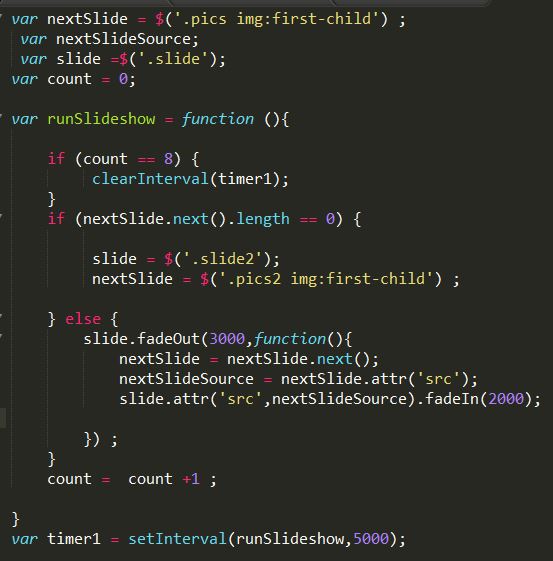 var nextSlide = $('.pics img:first-child') ;
var nextSlideSource;
var slide =$('.slide');
var count = 0;
var runSlideshow = function (){
if (count == 8) {
clearInterval(timer1);
}
if (nextSlide.next().length == 0) {
slide = $('.slide2');
nextSlide = $('.pics2 img:first-child') ;
} else {
slide.fadeOut(3000,function(){
nextSlide = nextSlide.next();
nextSlideSource = nextSlide.attr('src');
slide.attr('src',nextSlideSource).fadeIn(2000);
}) ;
}
count =  count +1 ;
}
var timer1 = setInterval(runSlideshow,5000);